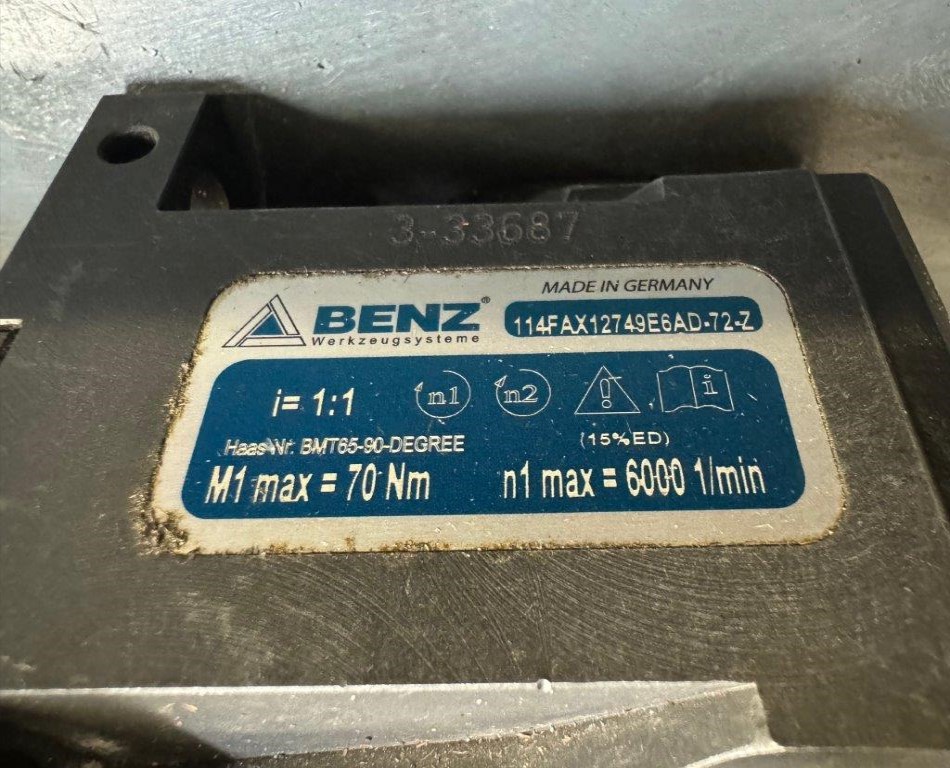 3-33687
MADE IN GERMANY
BENZ®
Werkzeugsysteme
114FAX12749E6AD-72-Z
i= 1:1
n1
n2
i
Haas-Nr. BMT65-90-DEGREE
(15%ED)
M1 max = 70 Nm
n1 max = 6000 1/min